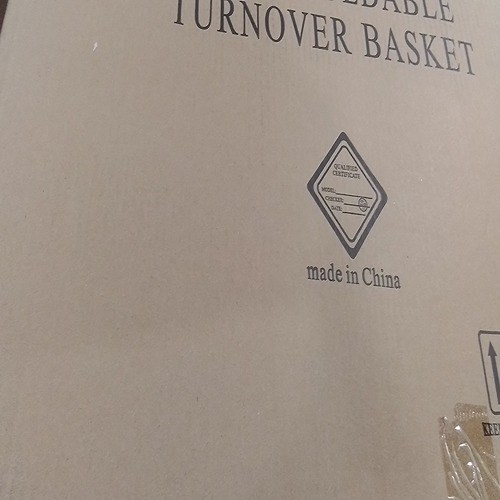 TURNOVER BASKET
QUALIFIED
CERTIFICATE
MODEL:
CHECKER:
DATE:
made in China